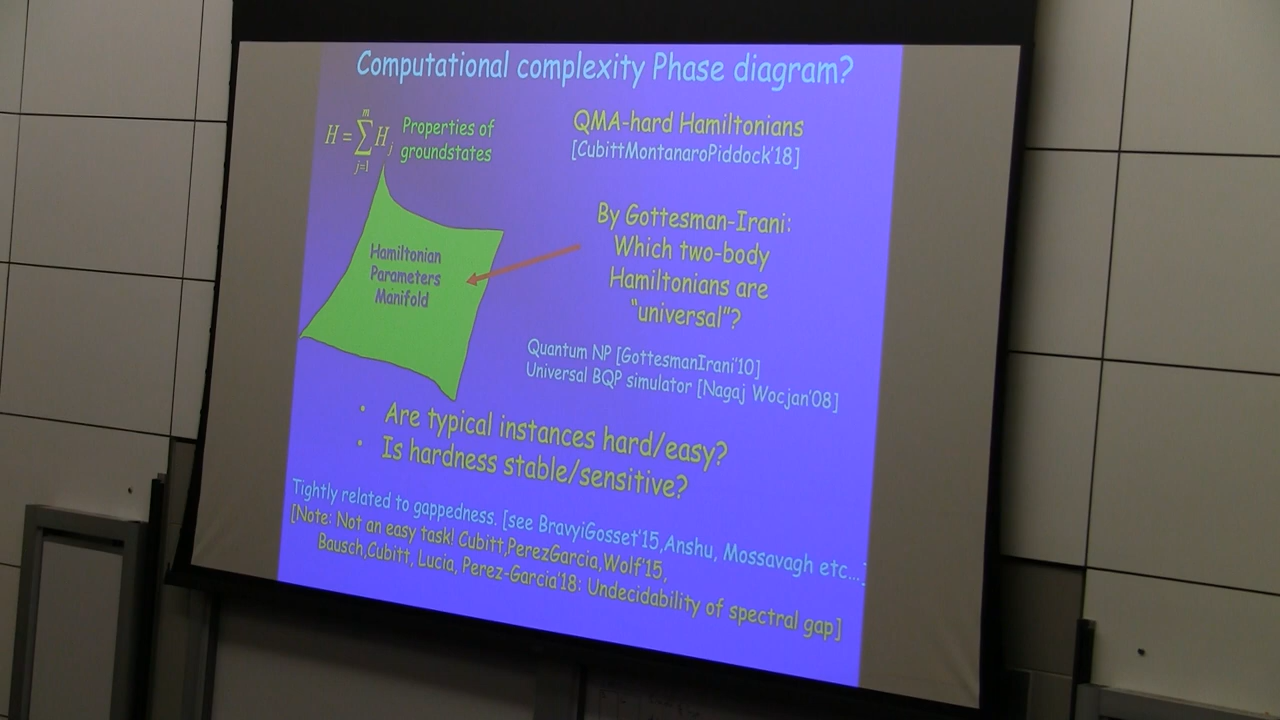 Computational complexity Phase diagram?
H = \sum_{j=1}^{m} H_j
Properties of
groundstates
QMA-hard Hamiltonians
[CubittMontanaroPiddock'18]
Hamiltonian
Parameters
Manifold
By Gottesman-Irani:
Which two-body
Hamiltonians are
"universal"?
Quantum NP [GottesmanIrani'10]
Universal BQP simulator [Nagaj Wocjan'08]
• Are typical instances hard/easy?
• Is hardness stable/sensitive?
Tightly related to gappedness. [see BravyiGosset'15,Anshu, Mossavagh etc...]
[Note: Not an easy task! Cubitt,PerezGarcia,Wolf'15,
Bausch,Cubitt, Lucia, Perez-Garcia'18: Undecidability of spectral gap]